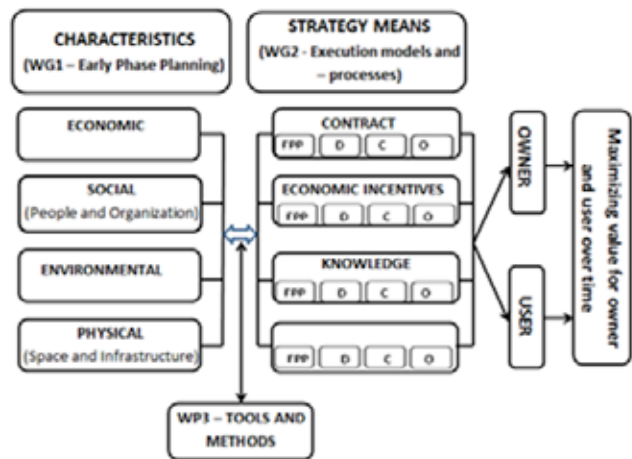 CHARACTERISTICS
(WG1 – Early Phase Planning)
STRATEGY MEANS
(WG2 - Execution models and
– processes)
ECONOMIC
SOCIAL
(People and Organization)
ENVIRONMENTAL
PHYSICAL
(Space and Infrastructure)
CONTRACT
FPP D C O
ECONOMIC INCENTIVES
FPP D C O
KNOWLEDGE
FPP D C O
FPP D C O
WP3 – TOOLS AND
METHODS
OWNER
USER
Maximizing value for owner
and user over time